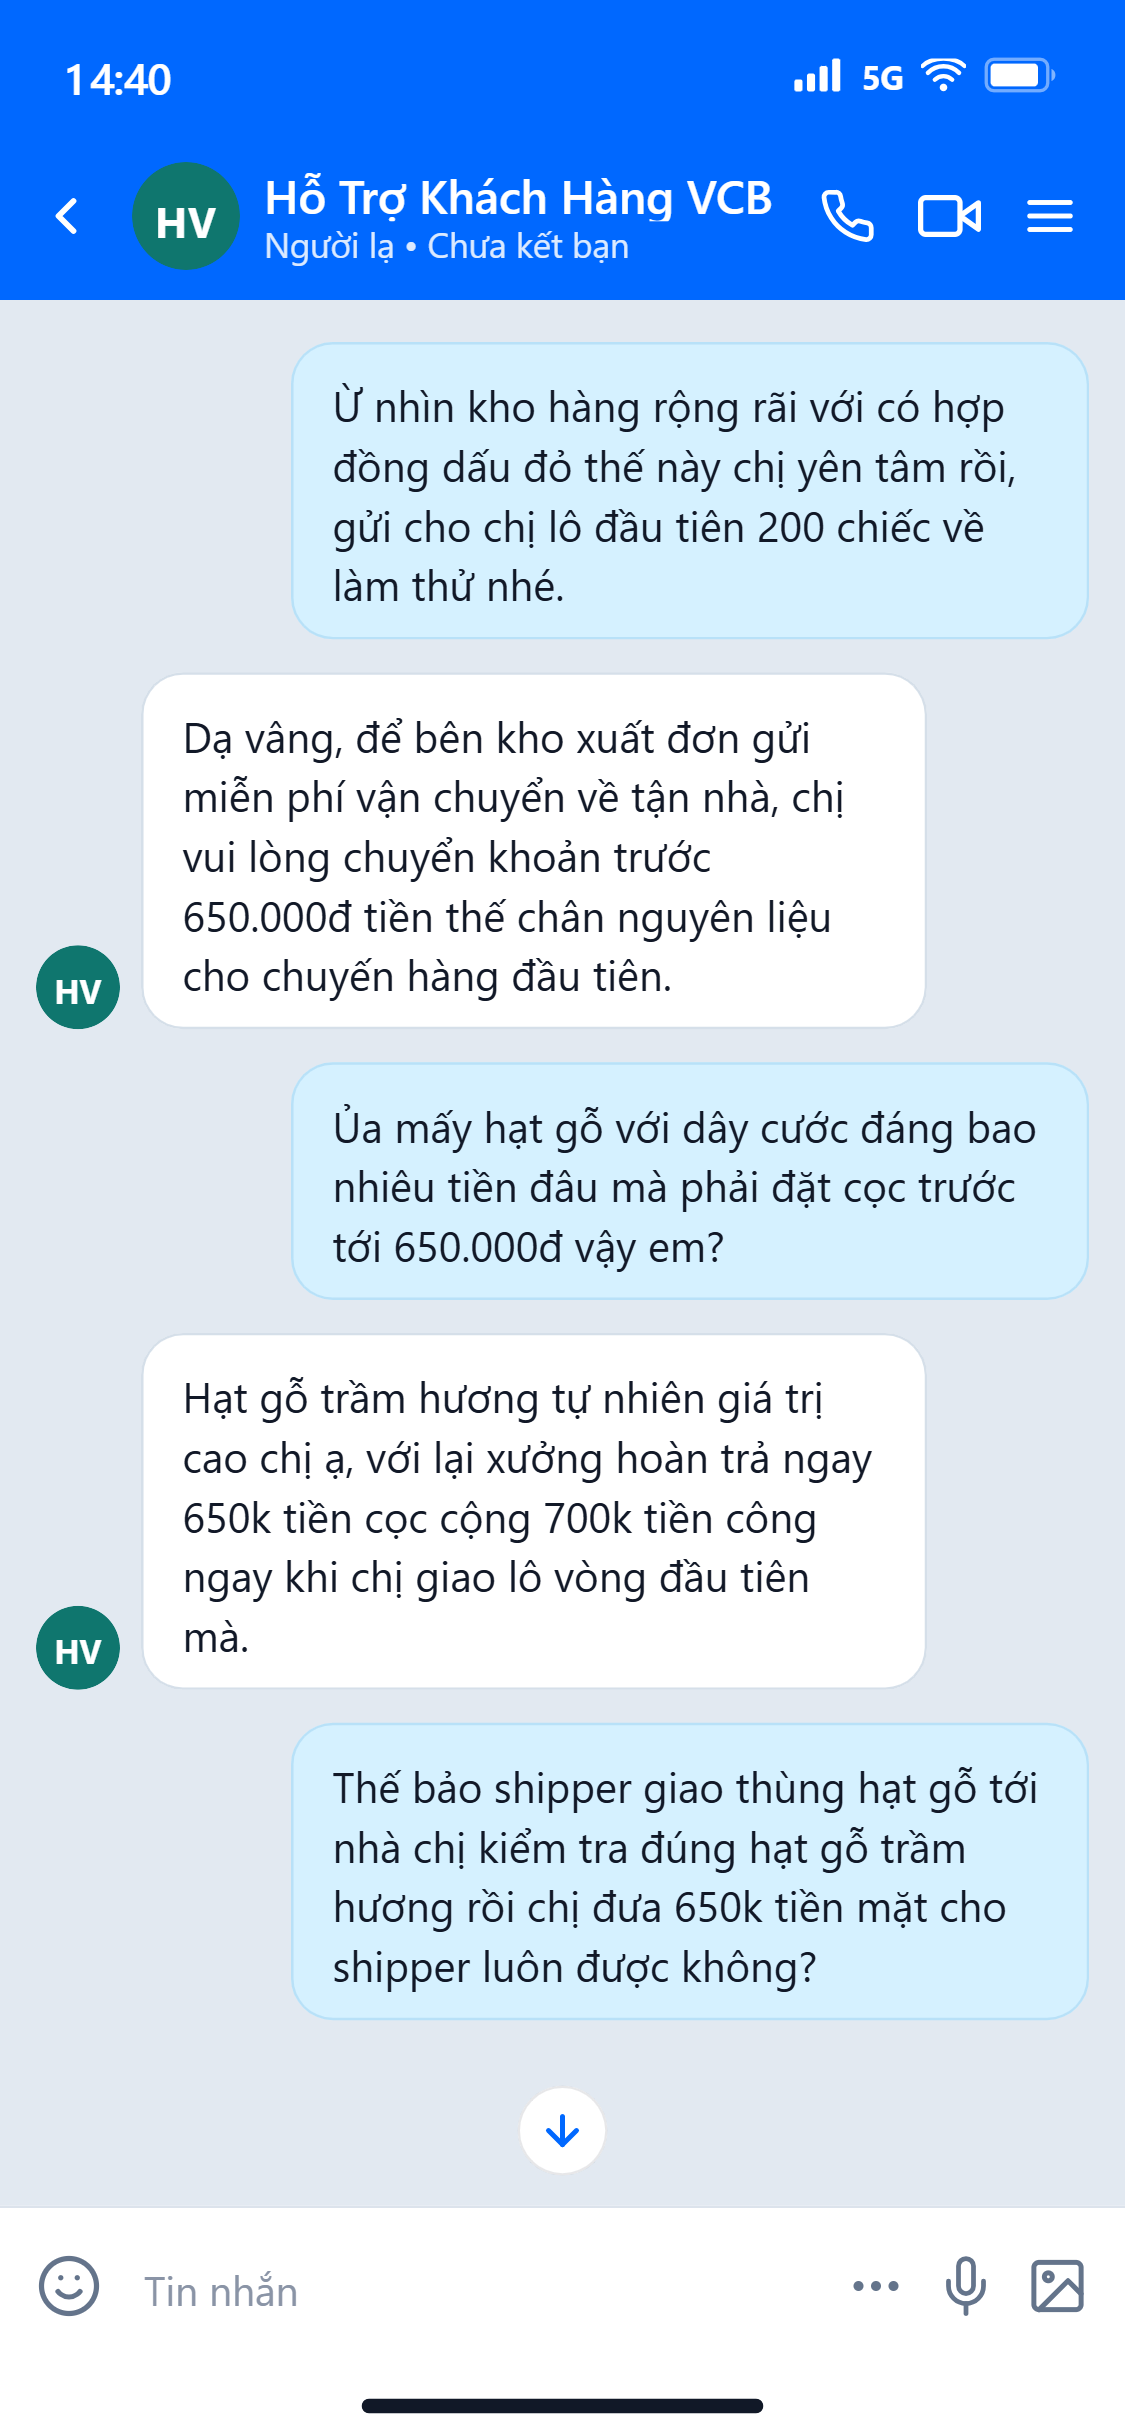 14:40
5G
HV
Hỗ Trợ Khách Hàng VCB
Người lạ • Chưa kết bạn
Ừ nhìn kho hàng rộng rãi với có hợp
đồng dấu đỏ thế này chị yên tâm rồi,
gửi cho chị lô đầu tiên 200 chiếc về
làm thử nhé.
Dạ vâng, để bên kho xuất đơn gửi
miễn phí vận chuyển về tận nhà, chị
vui lòng chuyển khoản trước
650.000đ tiền thế chân nguyên liệu
cho chuyến hàng đầu tiên.
HV
Ủa mấy hạt gỗ với dây cước đáng bao
nhiêu tiền đâu mà phải đặt cọc trước
tới 650.000đ vậy em?
Hạt gỗ trầm hương tự nhiên giá trị
cao chị ạ, với lại xưởng hoàn trả ngay
650k tiền cọc cộng 700k tiền công
ngay khi chị giao lô vòng đầu tiên
mà.
HV
Thế bảo shipper giao thùng hạt gỗ tới
nhà chị kiểm tra đúng hạt gỗ trầm
hương rồi chị đưa 650k tiền mặt cho
shipper luôn được không?
Tin nhắn